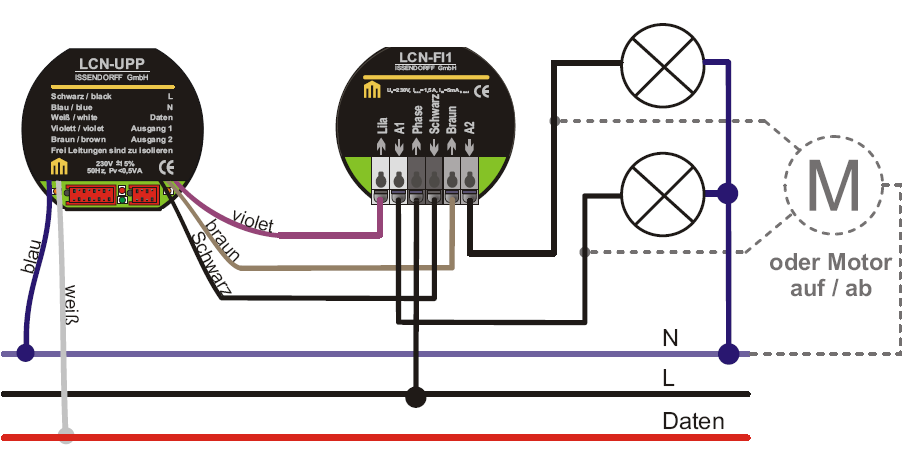 LCN-UPP
ISSENDORFF GmbH
Schwarz / black L
Blau / blue N
Weiß / white Daten
Violett / violet Ausgang 1
Braun / brown Ausgang 2
Frei Leitungen sind zu isolieren
230V ±15%
50Hz, Pv<0,5VA
CE
LCN-FI1
ISSENDORFF GmbH
CE
Lila
A1
Phase
Schwarz
Braun
A2
violet
braun
Schwarz
blau
weiß
M
oder Motor
auf / ab
N
L
Daten